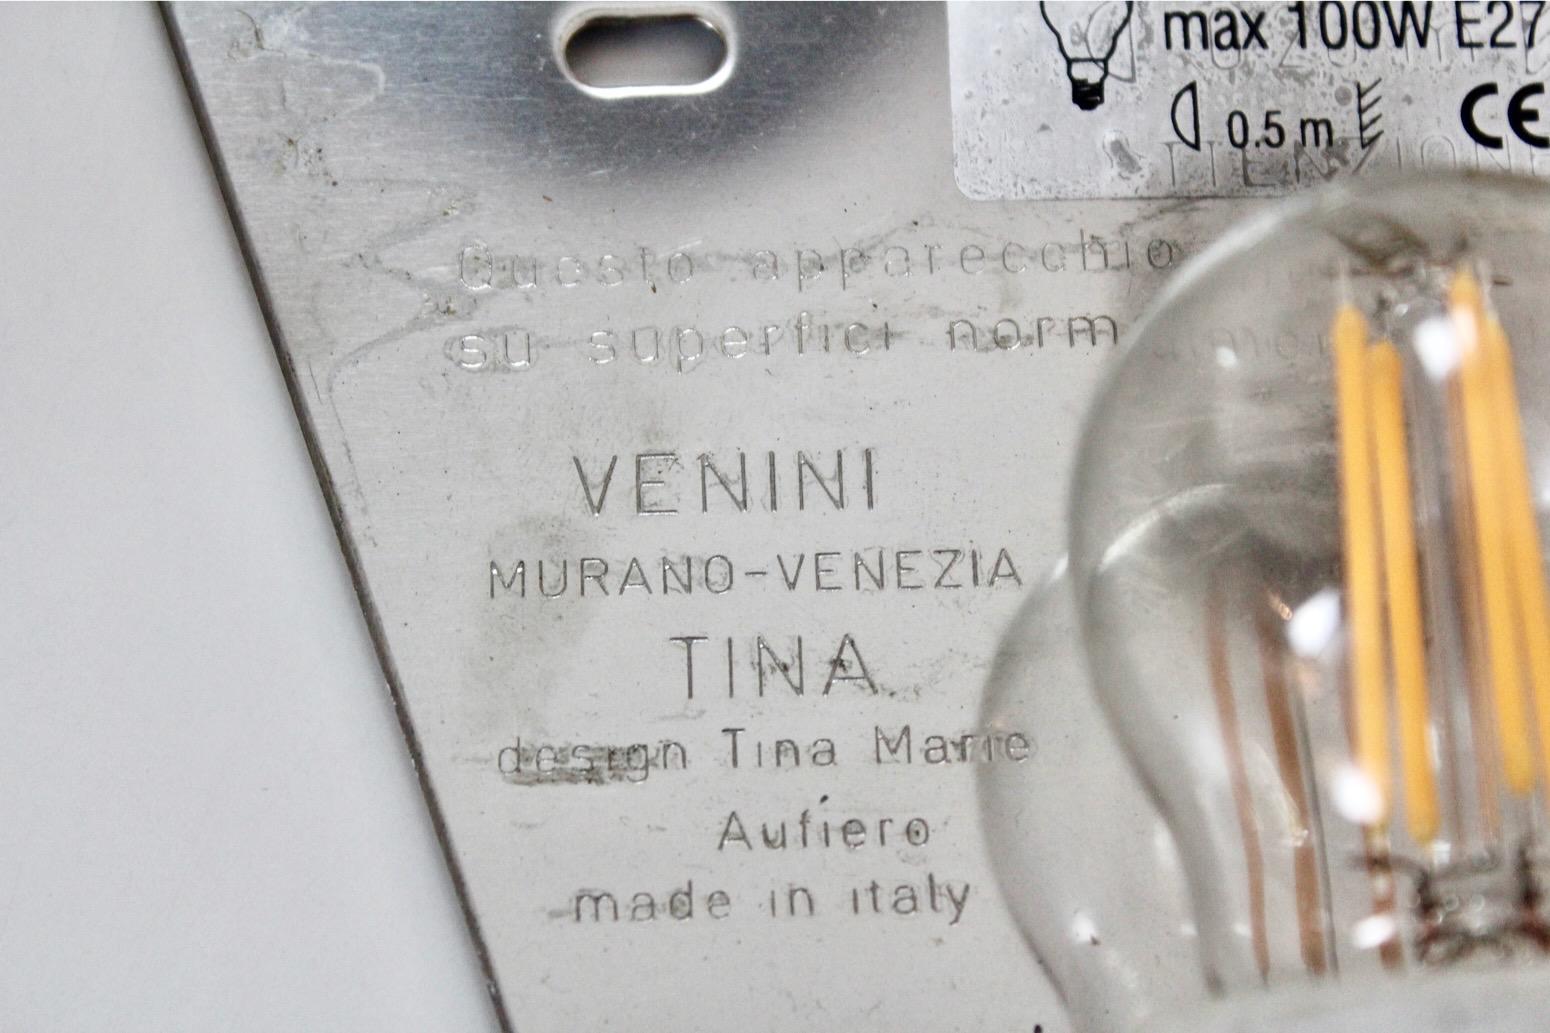 max 100W E27
0.5 m CE
Questo apparecchio
su superfici
VENINI
MURANO-VENEZIA
TINA
design Tina Marie
Aufiero
made in italy